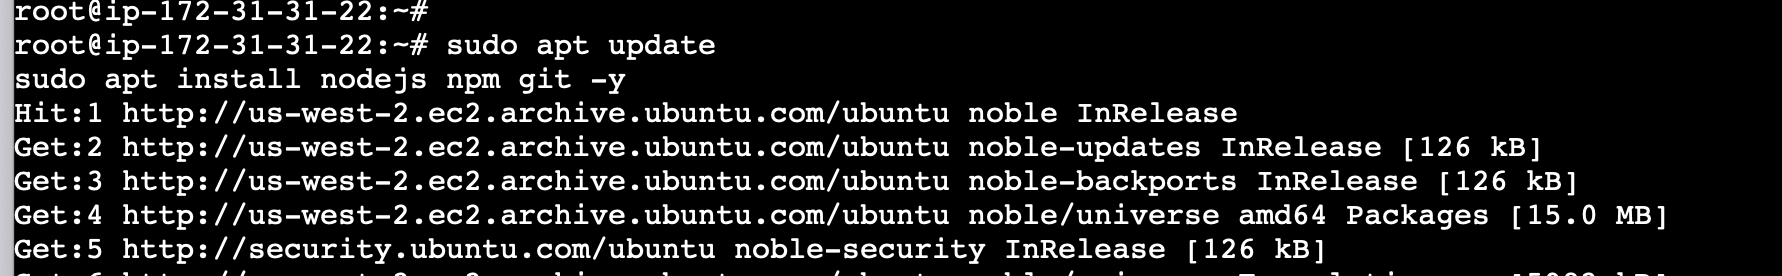 root@ip-172-31-31-22:~#
root@ip-172-31-31-22:~# sudo apt update
sudo apt install nodejs npm git -y
Hit:1 http://us-west-2.ec2.archive.ubuntu.com/ubuntu noble InRelease
Get:2 http://us-west-2.ec2.archive.ubuntu.com/ubuntu noble-updates InRelease [126 kB]
Get:3 http://us-west-2.ec2.archive.ubuntu.com/ubuntu noble-backports InRelease [126 kB]
Get:4 http://us-west-2.ec2.archive.ubuntu.com/ubuntu noble/universe amd64 Packages [15.0 MB]
Get:5 http://security.ubuntu.com/ubuntu noble-security InRelease [126 kB]